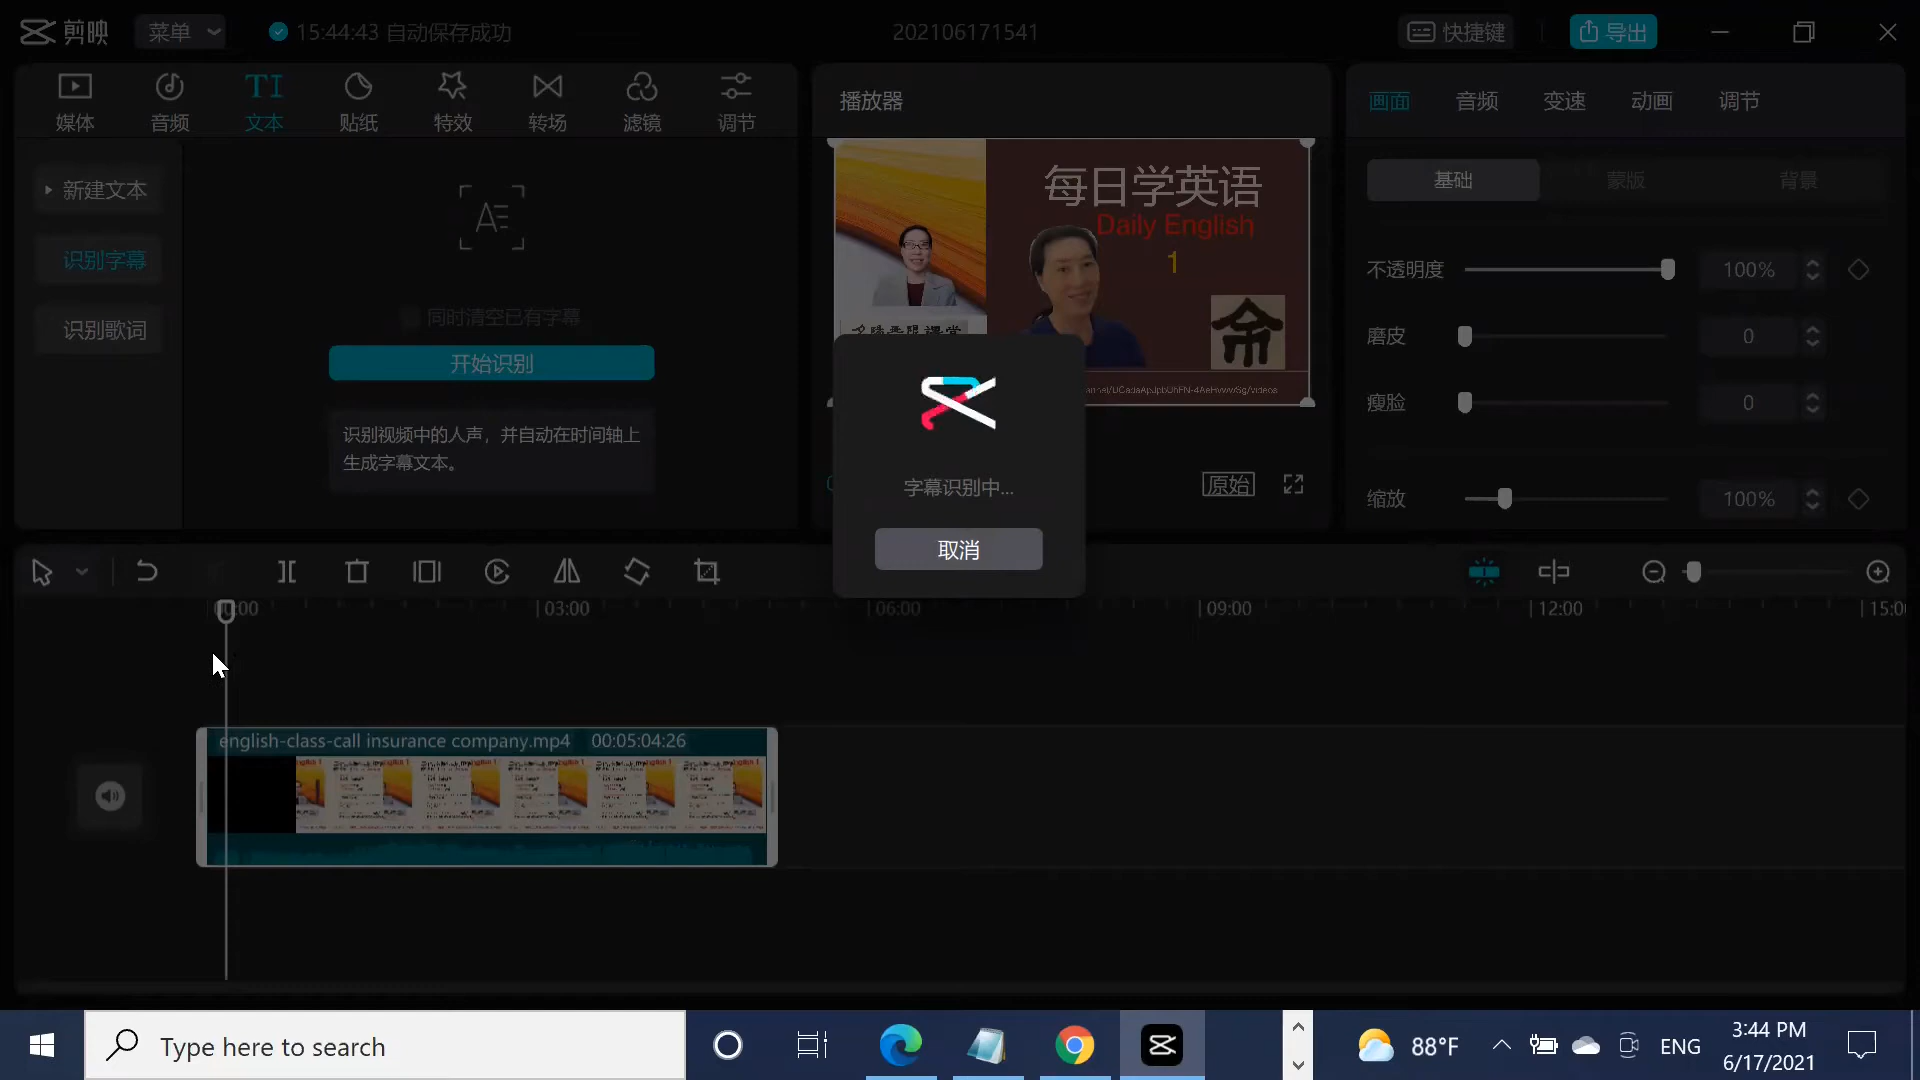 剪映
菜单
15:44:43 自动保存成功
202106171541
快捷键
导出
媒体
音频
TI
文本
贴纸
特效
转场
滤镜
调节
新建文本
识别字幕
识别歌词
同时清空已有字幕
开始识别
识别视频中的人声，并自动在时间轴上
生成字幕文本。
播放器
每日学英语
Daily English
1
命
字幕识别中...
取消
原始
画面
音频
变速
动画
调节
基础
蒙版
背景
不透明度
100%
磨皮
0
瘦脸
0
缩放
100%
00:00
03:00
06:00
09:00
12:00
15:0
english-class-call insurance company.mp4 00:05:04:26
Type here to search
88°F
ENG
3:44 PM
6/17/2021